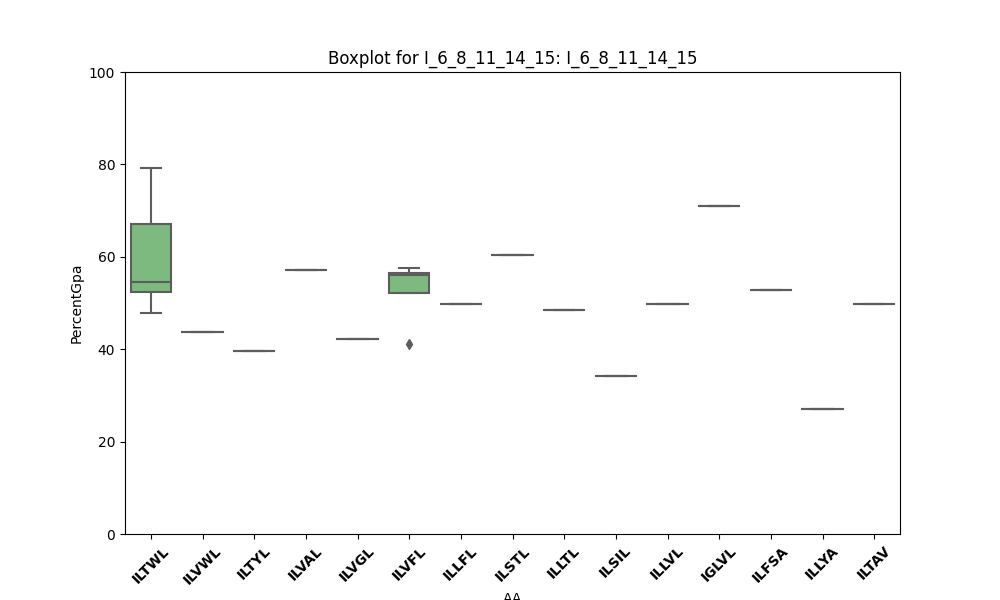 Boxplot for I_6_8_11_14_15: I_6_8_11_14_15
100
80
60
40
20
0
PercentGpa
ILTWL
ILVWL
ILTYL
ILVAL
ILVGL
ILVFL
ILLFL
ILSTL
ILLTL
ILSIL
ILLVL
IGLVL
ILFSA
ILLYA
ILTAV
AA